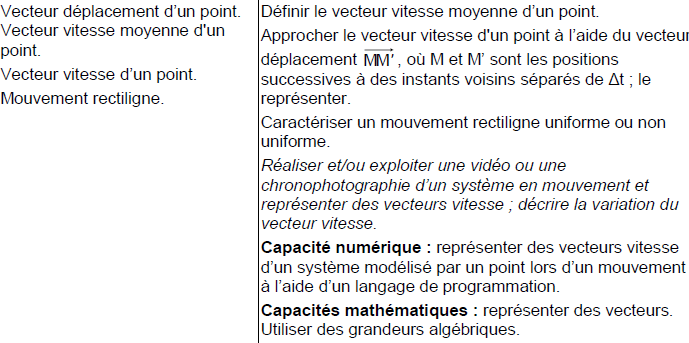 Vecteur déplacement d’un point.
Vecteur vitesse moyenne d'un
point.
Vecteur vitesse d’un point.
Mouvement rectiligne.
Définir le vecteur vitesse moyenne d’un point.
Approcher le vecteur vitesse d'un point à l’aide du vecteur
déplacement MM’ , où M et M’ sont les positions
successives à des instants voisins séparés de Δt ; le
représenter.
Caractériser un mouvement rectiligne uniforme ou non
uniforme.
Réaliser et/ou exploiter une vidéo ou une
chronophotographie d’un système en mouvement et
représenter des vecteurs vitesse ; décrire la variation du
vecteur vitesse.
Capacité numérique : représenter des vecteurs vitesse
d’un système modélisé par un point lors d’un mouvement
à l’aide d’un langage de programmation.
Capacités mathématiques : représenter des vecteurs.
Utiliser des grandeurs algébriques.